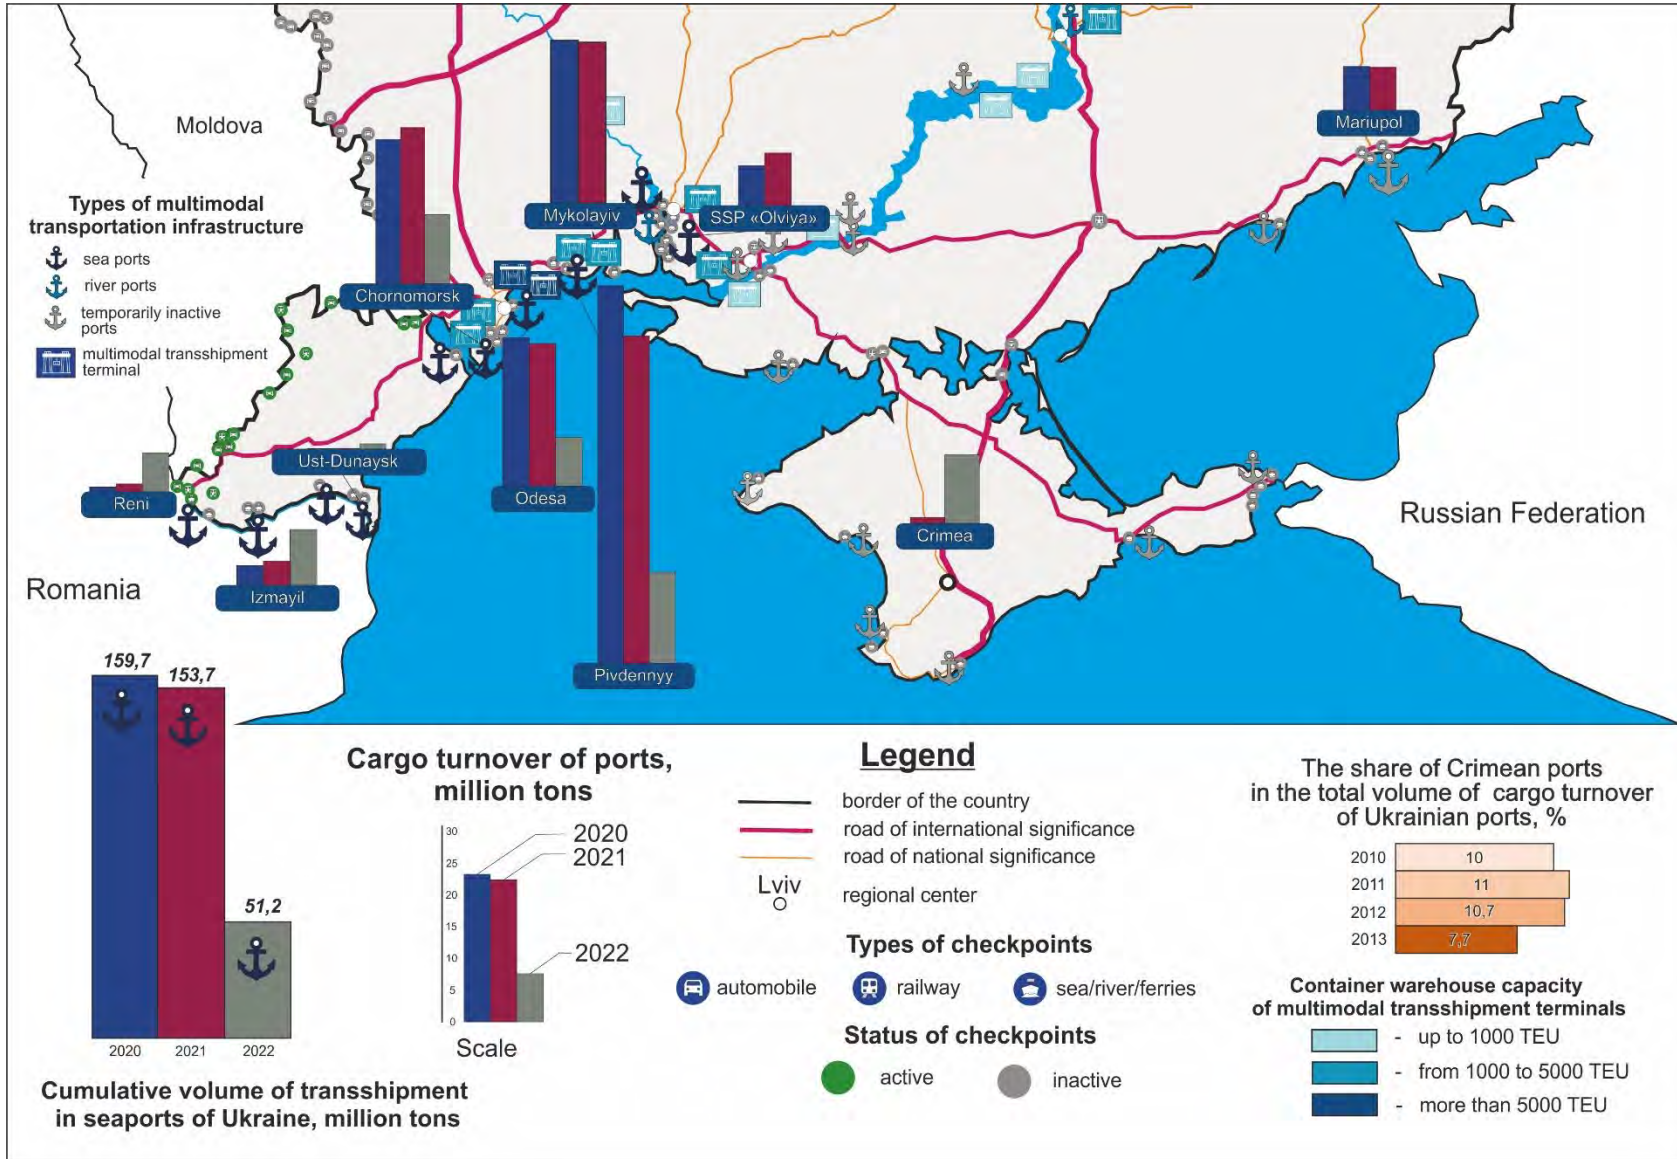 Moldova
Types of multimodal
transportation infrastructure
sea ports
river ports
temporarily inactive
ports
multimodal transshipment
terminal
Mykolayiv
SSP «Olviya»
Mariupol
Chornomorsk
Ust-Dunaysk
Reni
Odesa
Izmayil
Pivdennyy
Crimea
Romania
Russian Federation
159,7
153,7
51,2
2020
2021
2022
Cumulative volume of transshipment
in seaports of Ukraine, million tons
Cargo turnover of ports,
million tons
30
25
20
15
10
5
0
2020
2021
2022
Scale
Legend
border of the country
road of international significance
road of national significance
Lviv
regional center
Types of checkpoints
automobile
railway
sea/river/ferries
Status of checkpoints
active
inactive
The share of Crimean ports
in the total volume of cargo turnover
of Ukrainian ports, %
2010
10
2011
11
2012
10,7
2013
7,7
Container warehouse capacity
of multimodal transshipment terminals
- up to 1000 TEU
- from 1000 to 5000 TEU
- more than 5000 TEU